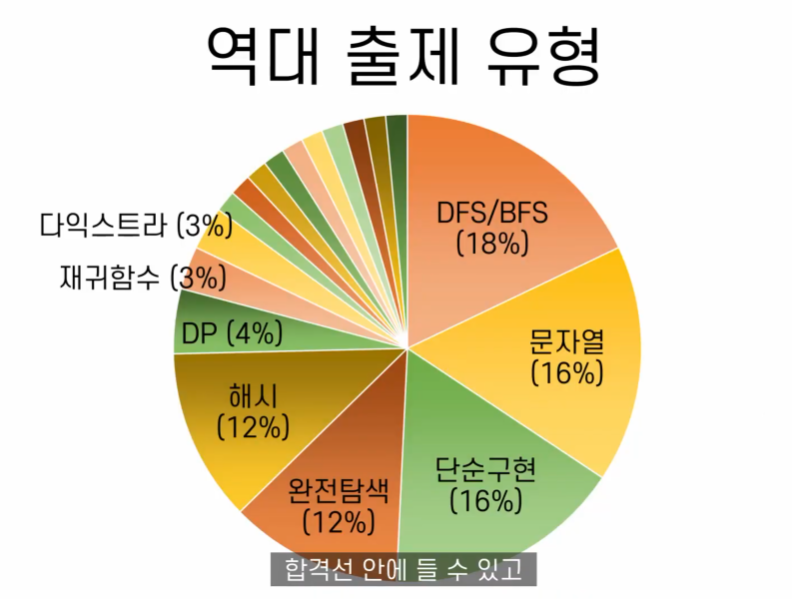 역대 출제 유형
DFS/BFS
(18%)
문자열
(16%)
단순구현
(16%)
완전탐색
(12%)
해시
(12%)
DP (4%)
재귀함수 (3%)
다익스트라 (3%)
합격선 안에 들 수 있고